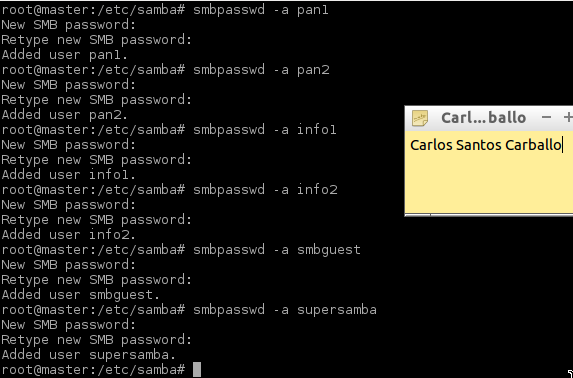 root@master:/etc/samba# smbpasswd -a pan1
New SMB password:
Retype new SMB password:
Added user pan1.
root@master:/etc/samba# smbpasswd -a pan2
New SMB password:
Retype new SMB password:
Added user pan2.
root@master:/etc/samba# smbpasswd -a info1
New SMB password:
Retype new SMB password:
Added user info1.
root@master:/etc/samba# smbpasswd -a info2
New SMB password:
Retype new SMB password:
Added user info2.
root@master:/etc/samba# smbpasswd -a smbguest
New SMB password:
Retype new SMB password:
Added user smbguest.
root@master:/etc/samba# smbpasswd -a supersamba
New SMB password:
Retype new SMB password:
Added user supersamba.
root@master:/etc/samba#
Carl...ballo
Carlos Santos Carballo